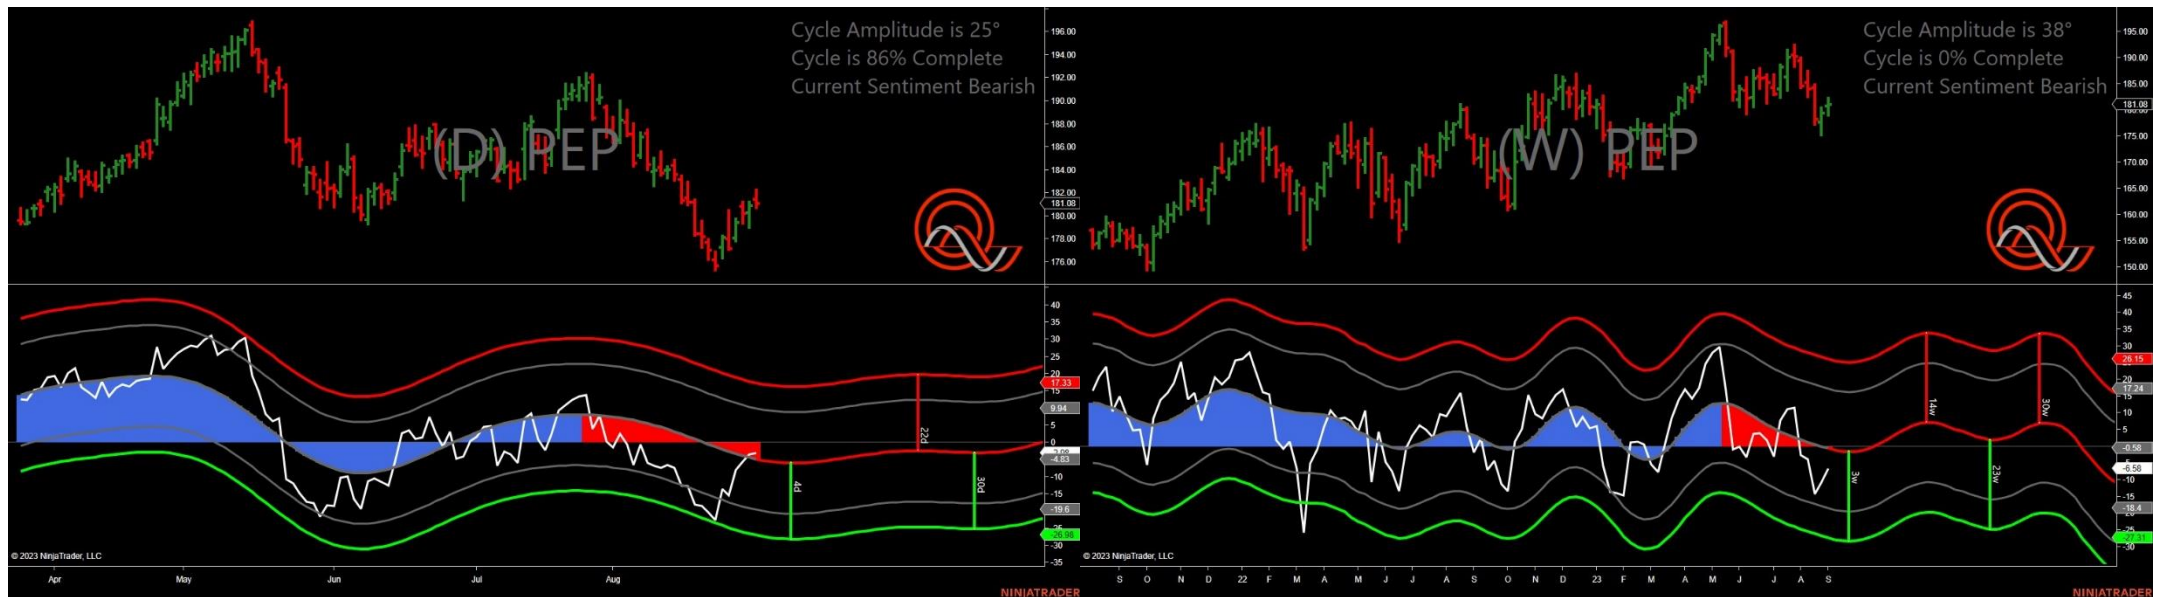 Cycle Amplitude is 25°
Cycle is 86% Complete
Current Sentiment Bearish
(D) PEP
196.00
194.00
192.00
190.00
188.00
186.00
184.00
182.00
181.08
180.00
178.00
176.00
40
35
30
25
20
17.33
15
9.94
5
0
-4.83
-10
-15
-19.6
-25
-26.98
-30
-35
22d
4d
30d
© 2023 NinjaTrader, LLC
Apr May Jun Jul Aug
NINJATRADER
Cycle Amplitude is 38°
Cycle is 0% Complete
Current Sentiment Bearish
(W) PEP
195.00
190.00
185.00
181.08
180.00
175.00
170.00
165.00
160.00
155.00
150.00
45
40
35
30
26.15
20
17.24
10
5
-0.58
-6.58
-10
-15
-18.4
-25
-27.31
-30
14w
30w
3w
23w
© 2023 NinjaTrader, LLC
S O N D 22 F M A M J J A S O N D 23 F M A M J J A S
NINJATRADER